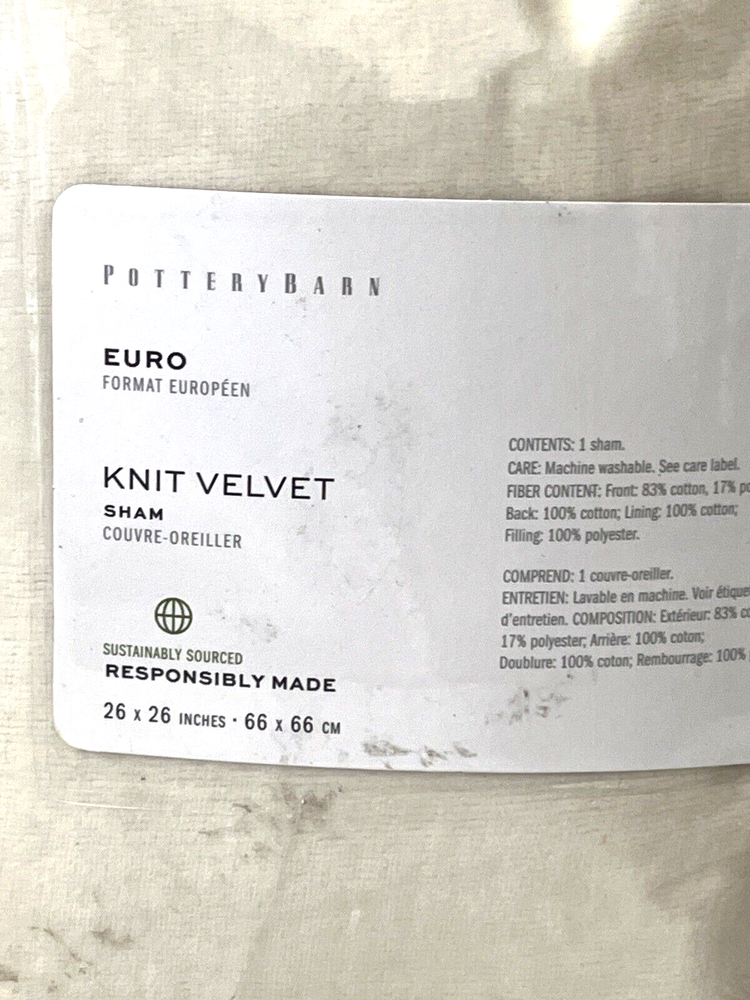 POTTERYBARN
EURO
FORMAT EUROPÉEN
KNIT VELVET
SHAM
COUVRE-OREILLER
SUSTAINABLY SOURCED
RESPONSIBLY MADE
26 x 26 INCHES · 66 x 66 CM
CONTENTS: 1 sham.
CARE: Machine washable. See care label.
FIBER CONTENT: Front: 83% cotton, 17%
Back: 100% cotton; Lining: 100% cotton;
Filling: 100% polyester.
COMPREND: 1 couvre-oreiller.
ENTRETIEN: Lavable en machine. Voir
d'entretien. COMPOSITION: Extérieur: 83%
17% polyester; Arrière: 100% coton;
Doublure: 100% coton; Rembourrage: 100%